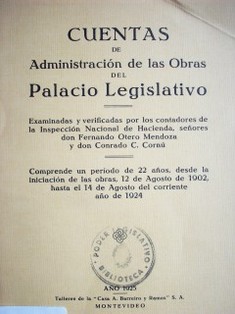 CUENTAS
DE
Administración de las Obras
DEL
Palacio Legislativo
Examinadas y verificadas por los contadores de
la Inspección Nacional de Hacienda, señores
don Fernando Otero Mendoza
y don Conrado C. Cornú
Comprende un período de 22 años, desde la
iniciación de las obras, 12 de Agosto de 1902,
hasta el 14 de Agosto del corriente
año de 1924
PODER LEGISLATIVO
BIBLIOTECA
AÑO 1925
Talleres de la "Casa A. Barreiro y Ramos" S. A.
MONTEVIDEO